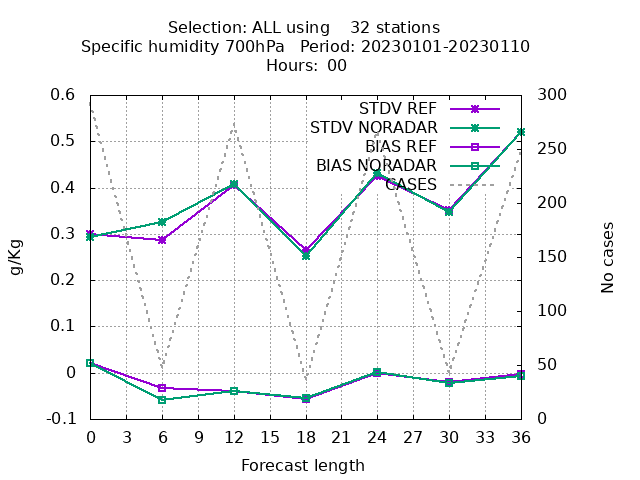 Selection: ALL using    32 stations
Specific humidity 700hPa   Period: 20230101-20230110
Hours:  00
STDV REF
STDV NORADAR
BIAS REF
BIAS NORADAR
CASES
0.6
0.5
0.4
0.3
0.2
0.1
0
-0.1
g/Kg
300
250
200
150
100
50
0
No cases
0 3 6 9 12 15 18 21 24 27 30 33 36
Forecast length